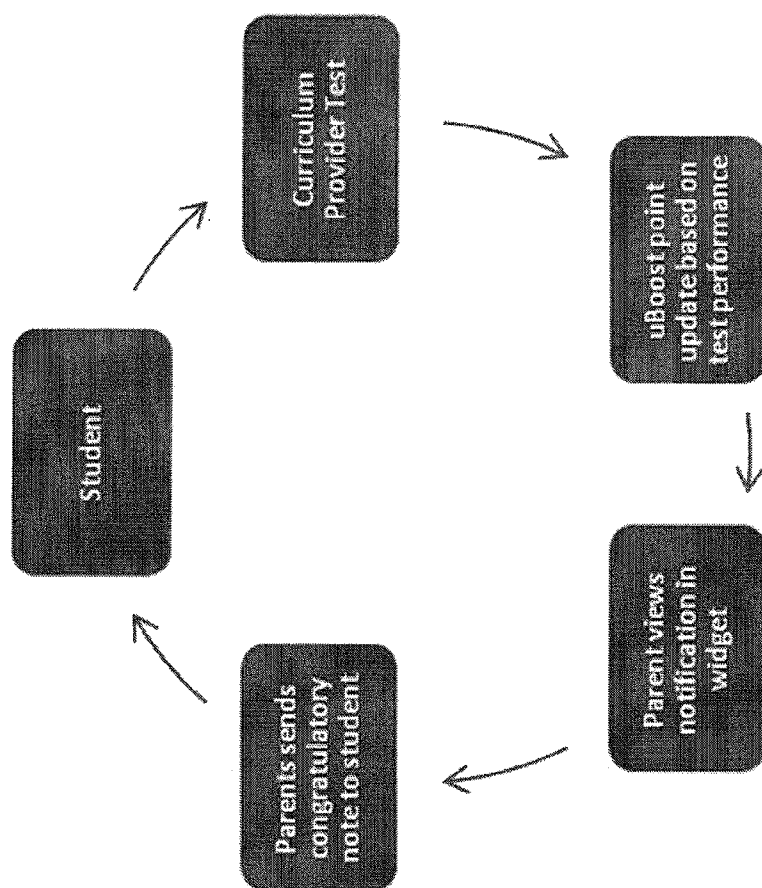 Student
Curriculum
Provider Test
uBoost point
update based on
test performance
Parent views
notification in
widget
Parents sends
congratulatory
note to student